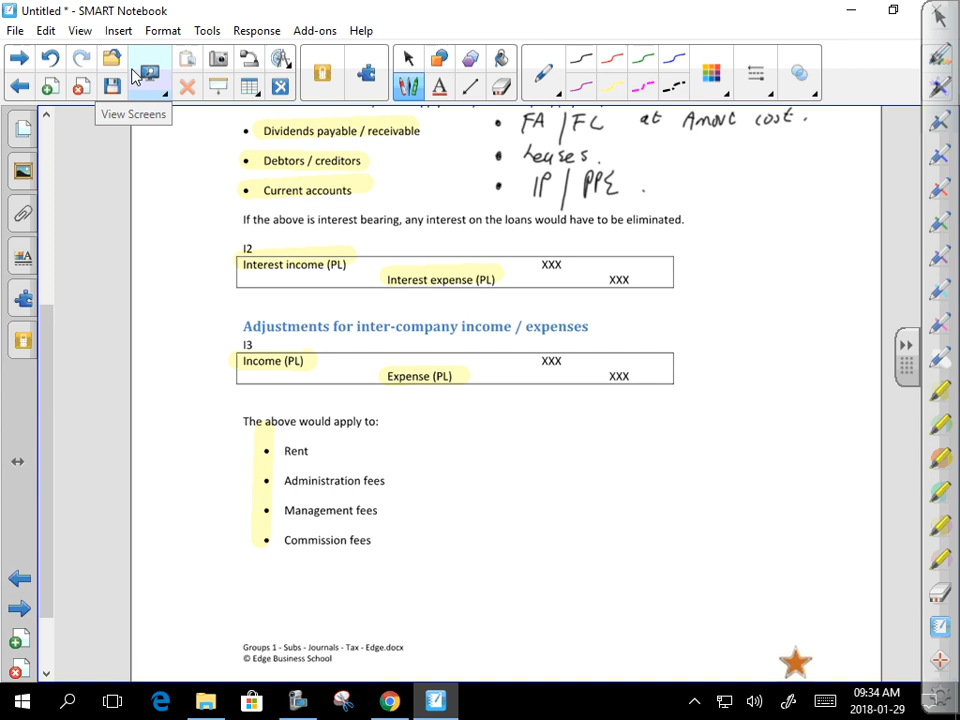 Untitled * - SMART Notebook
File Edit View Insert Format Tools Response Add-ons Help
View Screens
• Dividends payable / receivable
• FA / FL at Amort cost.
• Debtors / creditors
• Leases.
• Current accounts
• IP / PPE.
If the above is interest bearing, any interest on the loans would have to be eliminated.
I2
Interest income (PL) XXX
Interest expense (PL) XXX
Adjustments for inter-company income / expenses
I3
Income (PL) XXX
Expense (PL) XXX
The above would apply to:
• Rent
• Administration fees
• Management fees
• Commission fees
Groups 1 - Subs - Journals - Tax - Edge.docx
© Edge Business School
09:34 AM
2018-01-29